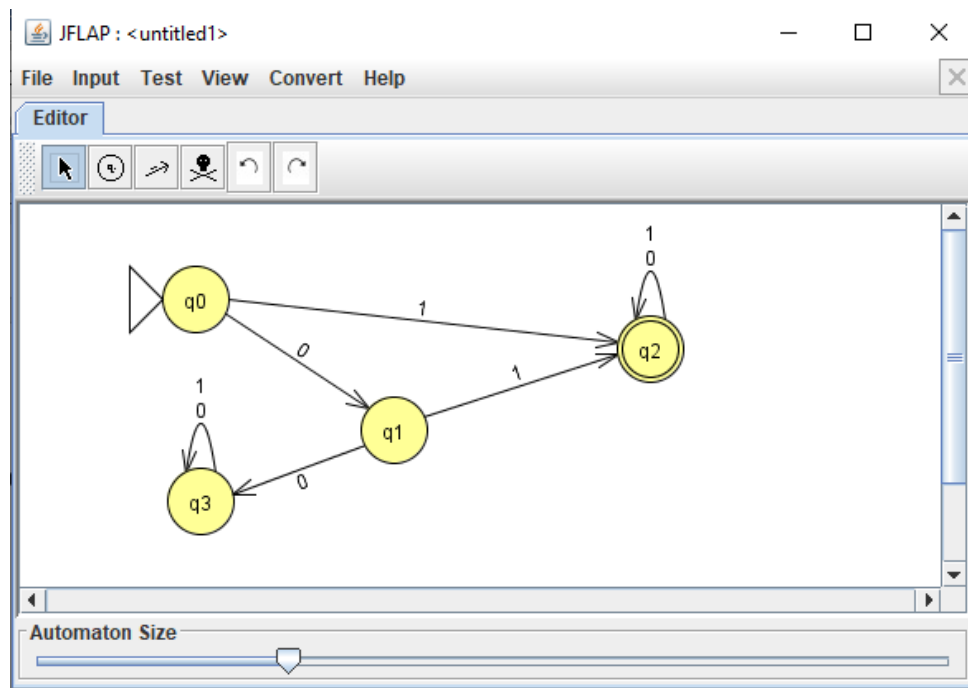 JFLAP : <untitled1>
File Input Test View Convert Help
Editor
q
1
0
q0
1
q2
0
1
1
0
q1
0
q3
Automaton Size